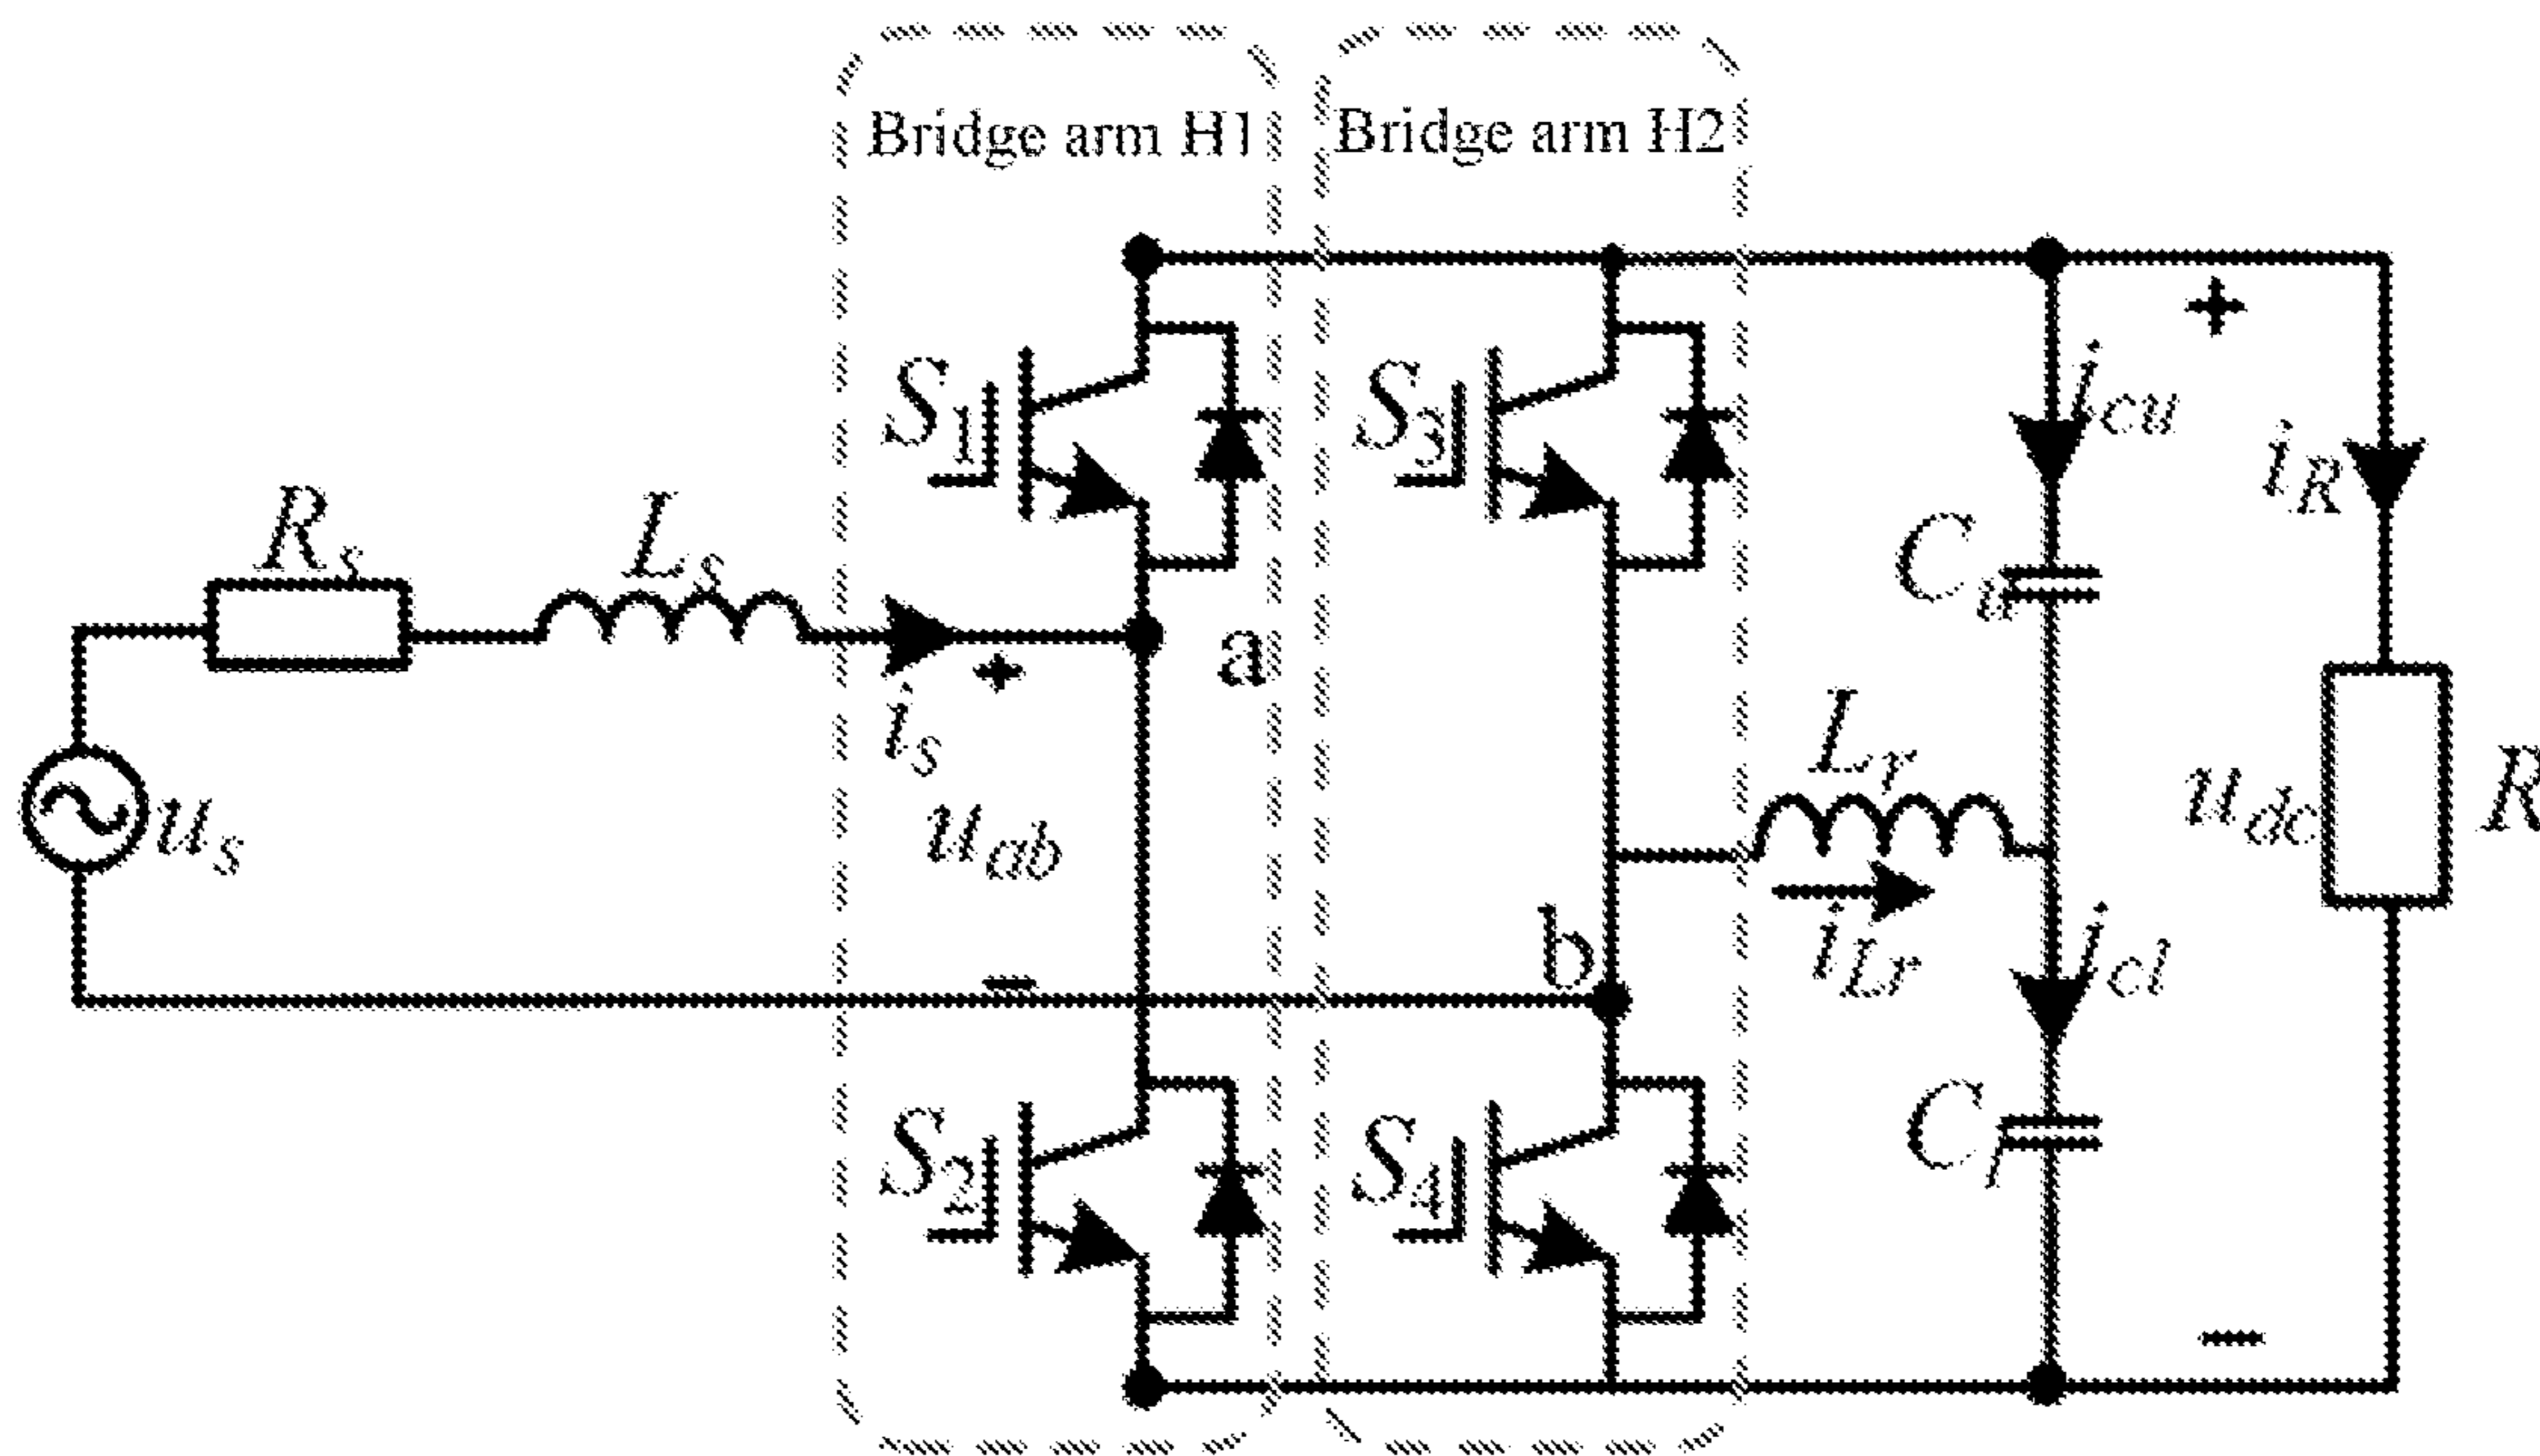 Bridge arm H1
Bridge arm H2
S1
S3
icu
iR
Rs
Ls
Cu
a
is
Lr
us
uab
udc
R
b
iLr
icl
S2
S4
Cl
+
−
+
−